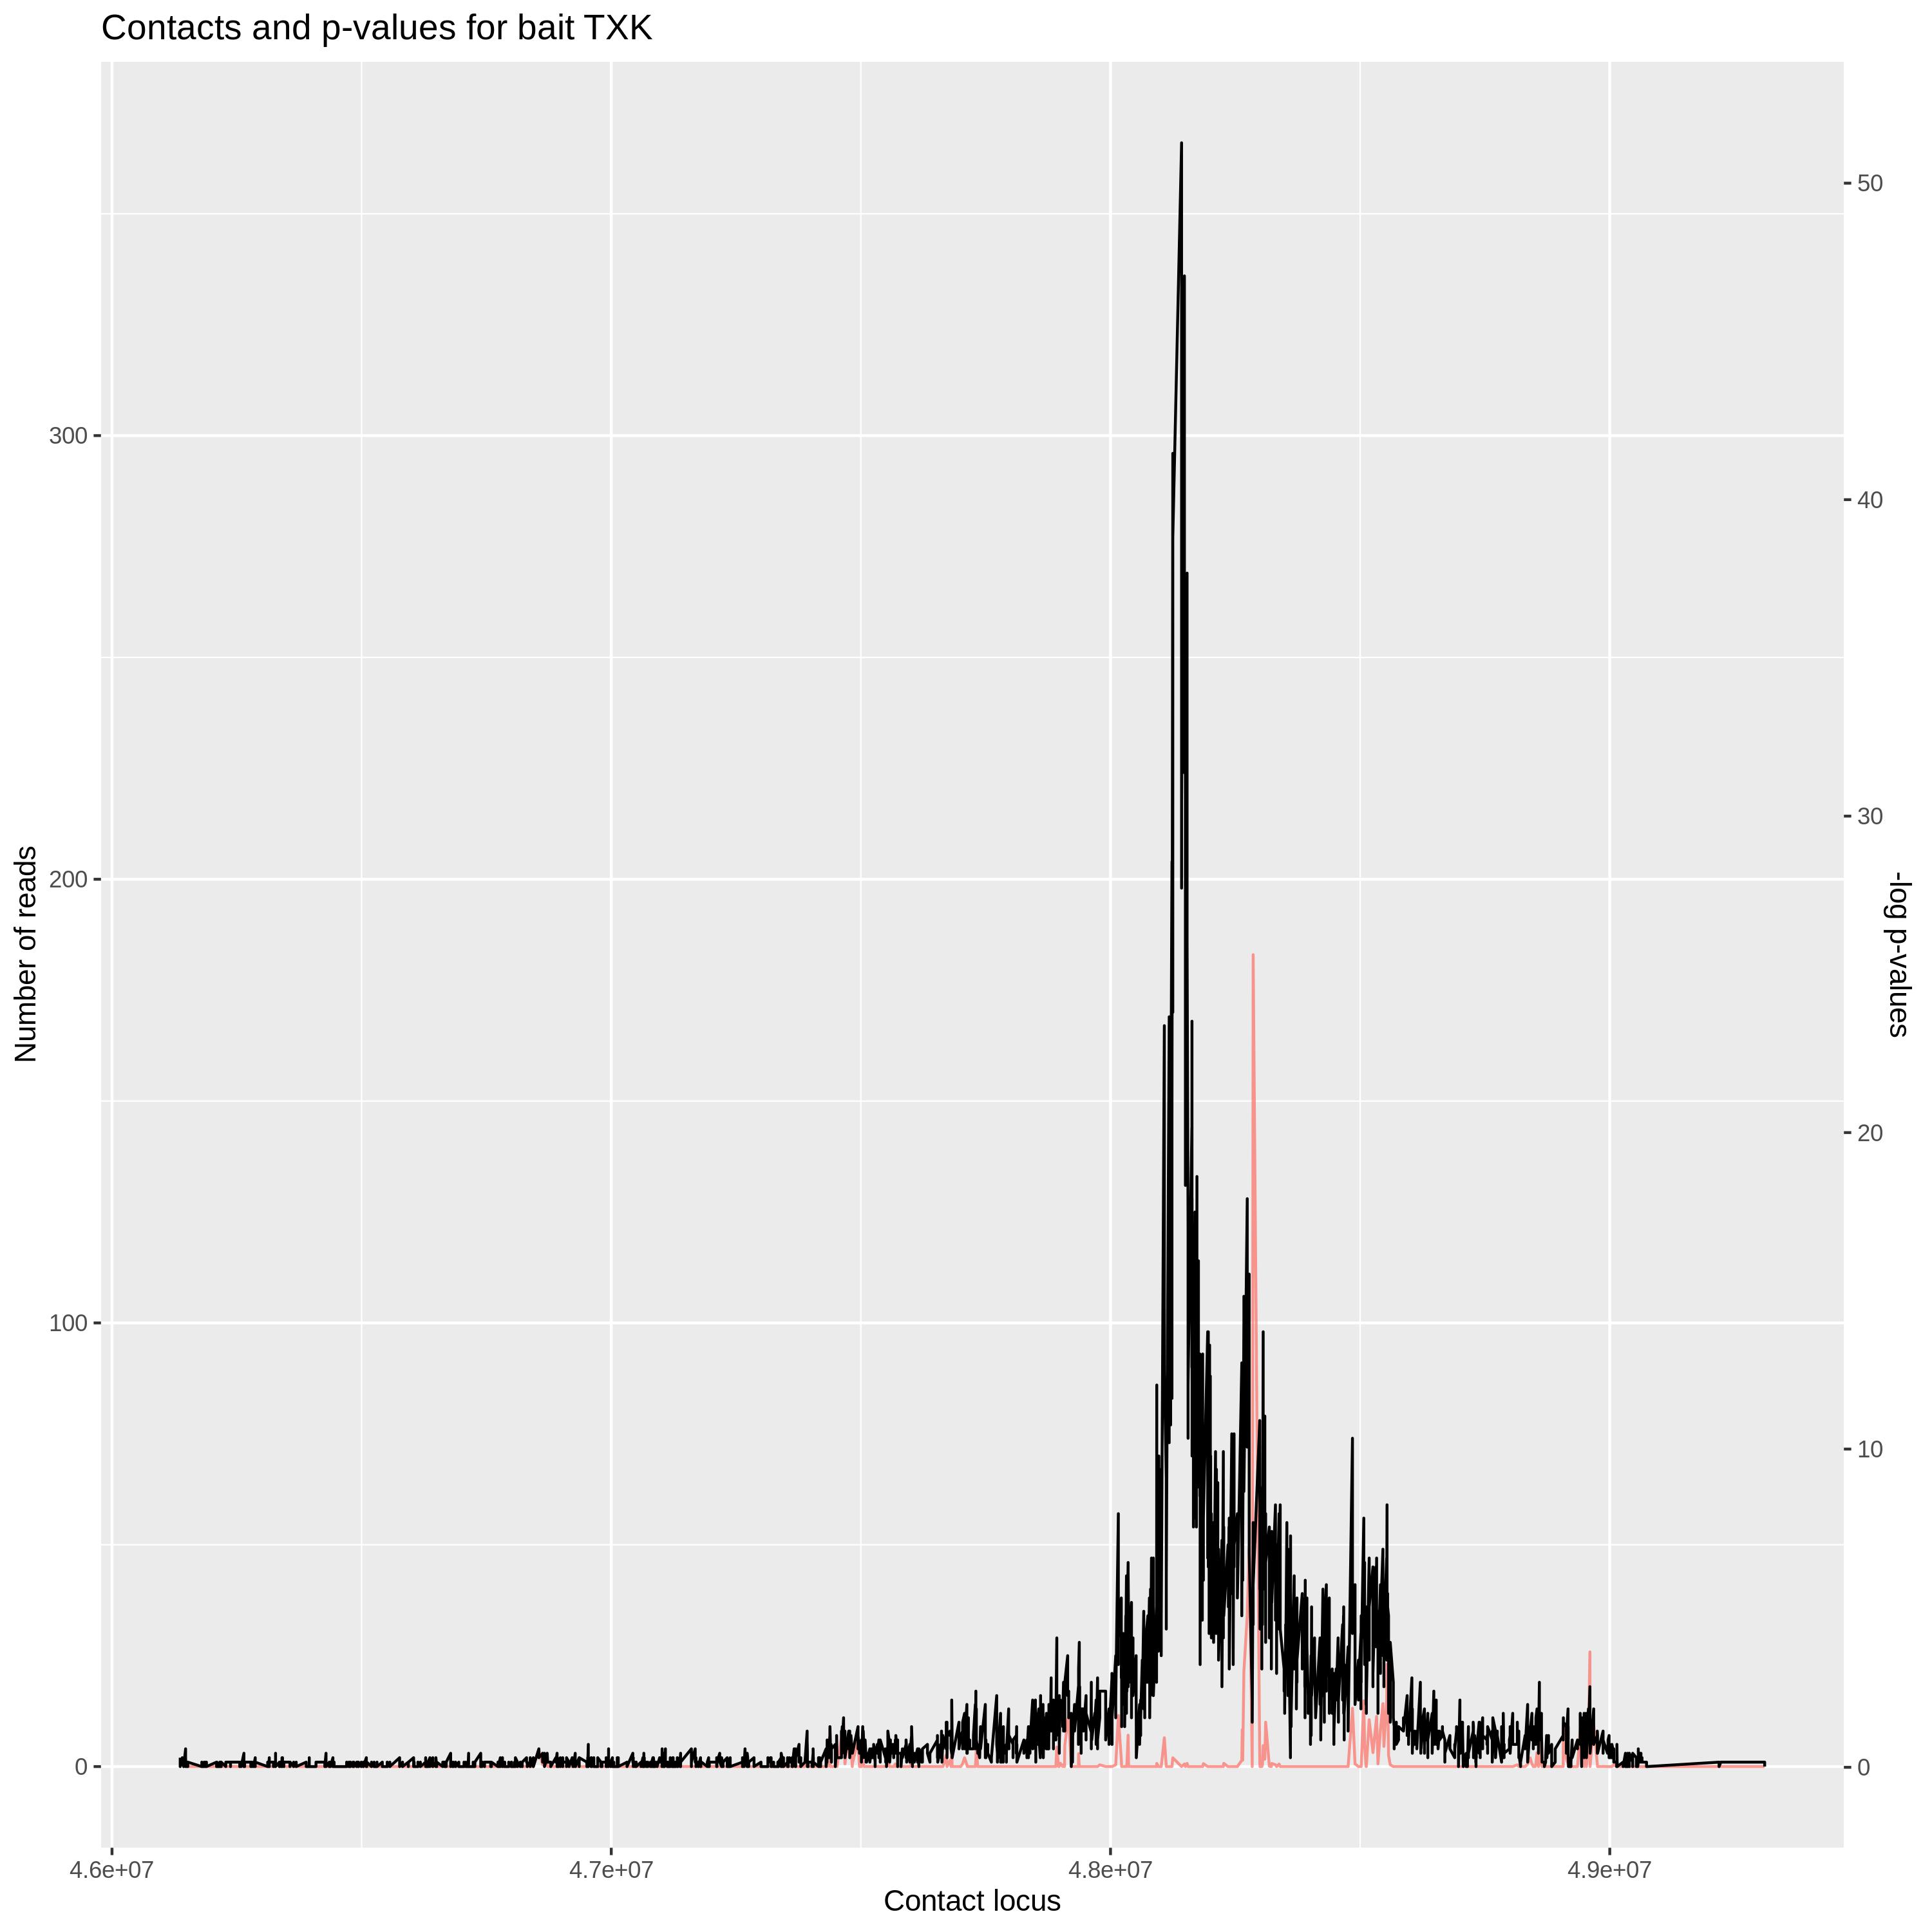 Contacts and p-values for bait TXK
Number of reads
300
200
100
0
50
40
30
20
10
0
-log p-values
4.6e+07 4.7e+07 4.8e+07 4.9e+07
Contact locus